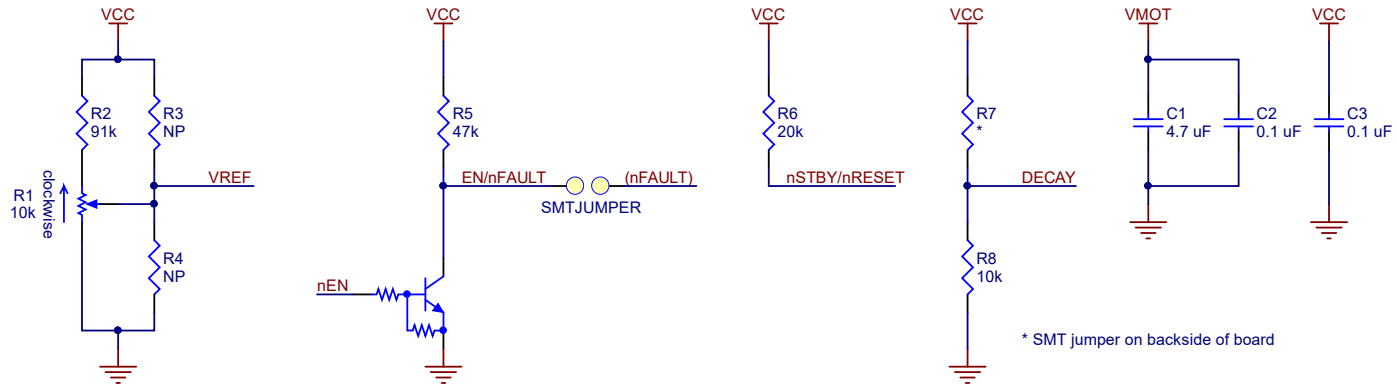 VCC
R2
91k
R3
NP
VREF
R1
10k
clockwise
R4
NP
VCC
R5
47k
EN/nFAULT
(nFAULT)
SMTJUMPER
nEN
VCC
R6
20k
nSTBY/nRESET
VCC
R7
*
DECAY
R8
10k
VMOT
C1
4.7 uF
C2
0.1 uF
VCC
C3
0.1 uF
* SMT jumper on backside of board